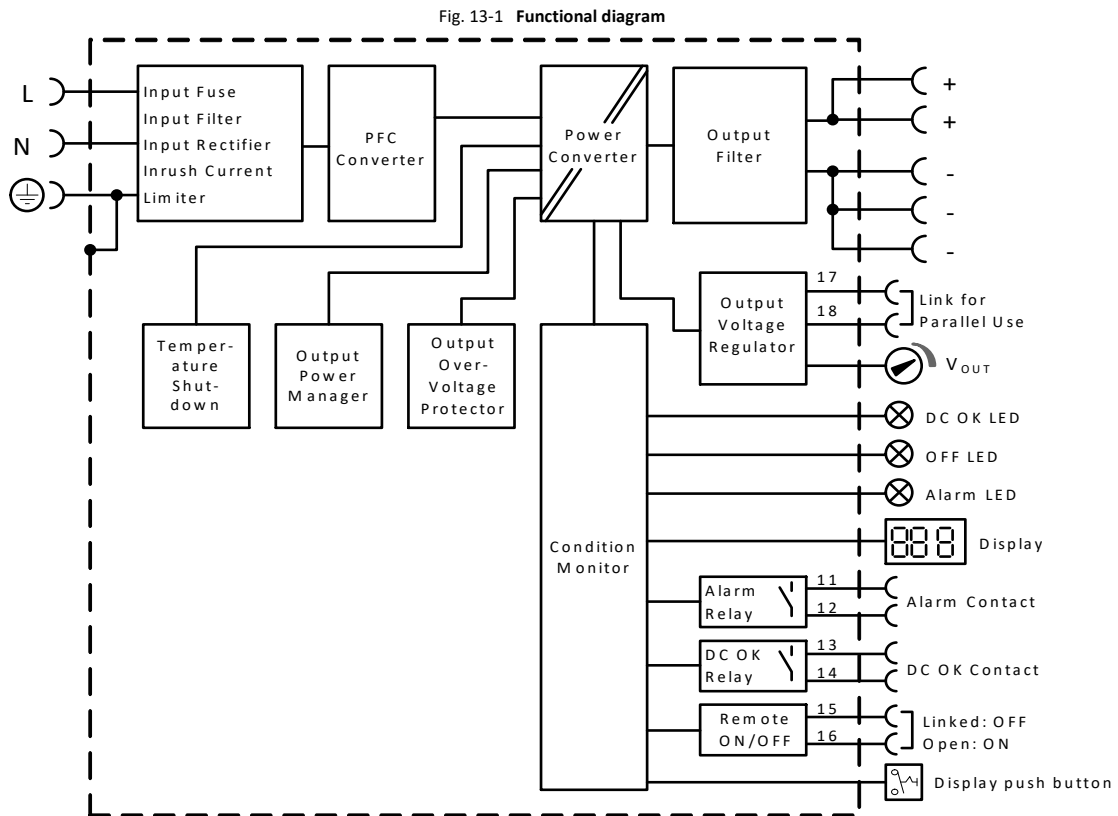 Fig. 13-1 Functional diagram
L
N
Input Fuse
Input Filter
Input Rectifier
Inrush Current
Limiter
PFC
Converter
Power
Converter
Output
Filter
+
+
-
-
-
Temper-
ature
Shut-
down
Output
Power
Manager
Output
Over-
Voltage
Protector
Output
Voltage
Regulator
17
18
Link for
Parallel Use
VOUT
DC OK LED
OFF LED
Alarm LED
888
Display
Condition
Monitor
Alarm
Relay
11
12
Alarm Contact
DC OK
Relay
13
14
DC OK Contact
Remote
ON/OFF
15
16
Linked: OFF
Open: ON
Display push button